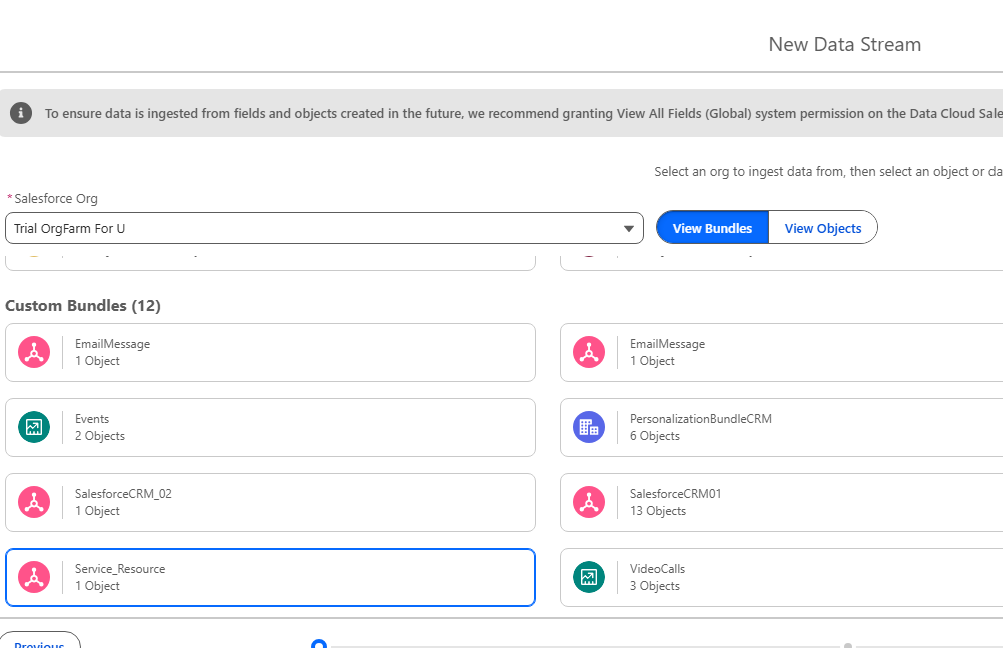 New Data Stream
To ensure data is ingested from fields and objects created in the future, we recommend granting View All Fields (Global) system permission on the Data Cloud Sale
Select an org to ingest data from, then select an object or da
*Salesforce Org
Trial OrgFarm For U
View Bundles
View Objects
Custom Bundles (12)
EmailMessage
1 Object
EmailMessage
1 Object
Events
2 Objects
PersonalizationBundleCRM
6 Objects
SalesforceCRM_02
1 Object
SalesforceCRM01
13 Objects
Service_Resource
1 Object
VideoCalls
3 Objects
Previous